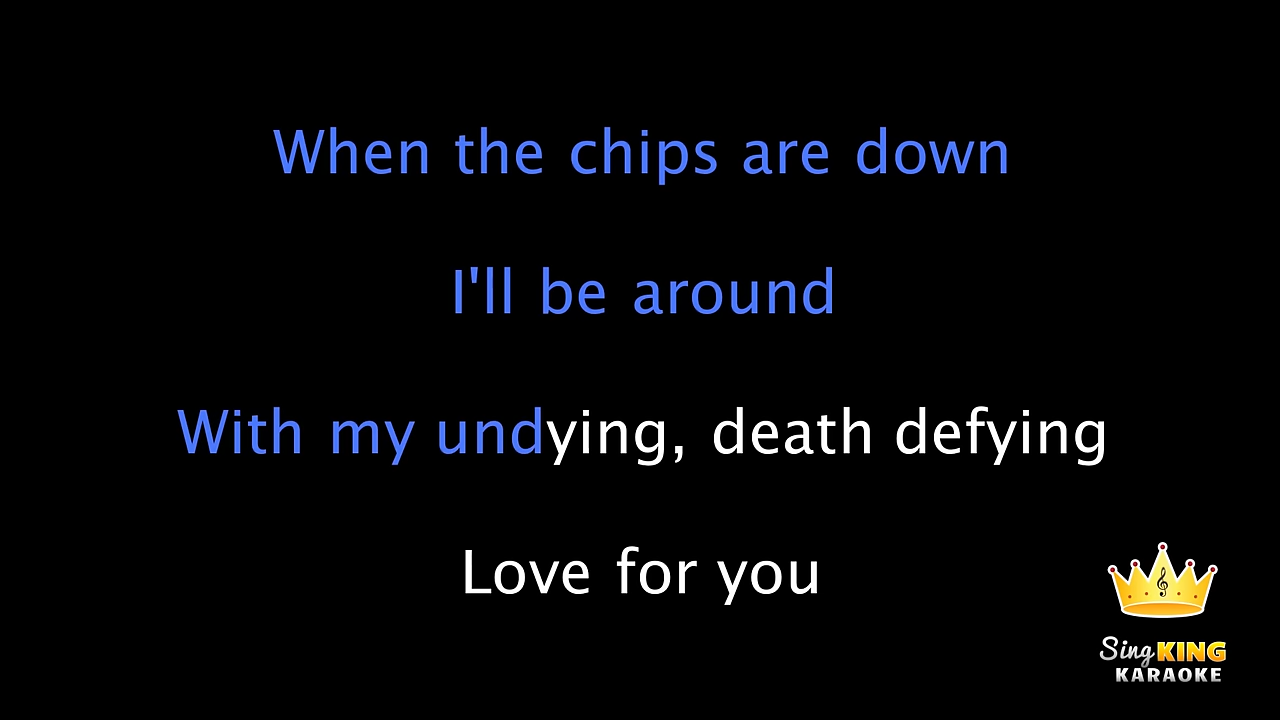 When the chips are down
I'll be around
With my undying, death defying
Love for you
Sing KING
KARAOKE